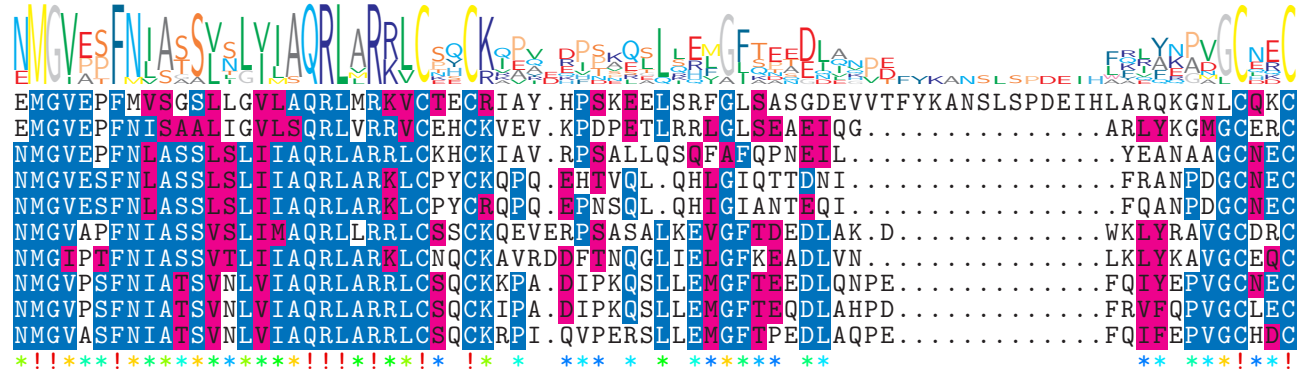 EMGVEPFMVSGSLLGVLAQRLMRKVCTECRIAY.HPSKEELSRFGLSASGDEVVTFYKANSLSPDEIHLARQKGNLCQKC
EMGVEPFNISAALIGVLSQRLVRRVCEHCKVEV.KPDPETLRRLGLSEAEIQG...............ARLYKGMGCERC
NMGVEPFNLASSLSLIIAQRLARRLCKHCKIAV.RPSALLQSQFAFQPNEIL.................YEANAAGCNEC
NMGVESFNLASSLSLIIAQRLARKLCPYCKQPQ.EHTVQL.QHLGIQTTDNI.................FRANPDGCNEC
NMGVESFNLASSLSLIIAQRLARKLCPYCRQPQ.EPNSQL.QHIGIANTEQI.................FQANPDGCNEC
NMGVAPFNIASSVSLIMAQRLLRRLCSSCKQEVERPSASALKEVGFTDEDLAK.D.............WKLYRAVGCDRC
NMGIPTFNIASSVTLIIAQRLARKLCNQCKAVRDDFTNQGLIELGFKEADLVN...............LKLYKAVGCEQC
NMGVPSFNIATSVNLVIAQRLARRLCSQCKKPA.DIPKQSLLEMGFTEEDLQNPE.............FQIYEPVGCNEC
NMGVPSFNIATSVNLVIAQRLARRLCSQCKIPA.DIPKQSLLEMGFTEQDLAHPD.............FRVFQPVGCLEC
NMGVASFNIATSVNLVIAQRLARRLCSQCKRPI.QVPERSLLEMGFTPEDLAQPE.............FQIFEPVGCHDC
*!!***!***********!!!*!**!* !* * *** * * ****** ** ** ***!**!